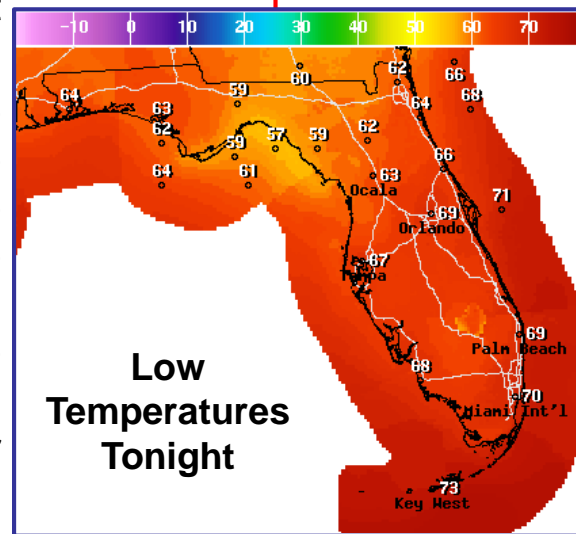 -10 0 10 20 30 40 50 60 70
62 66
60
59 64 68
64 63
62 62
59 57 59
66
64 61 63
Ocala
71
69
Orlando
87
Tampa
69
Palm Beach
68
70
Miami Int'l
73
Key West
Low
Temperatures
Tonight